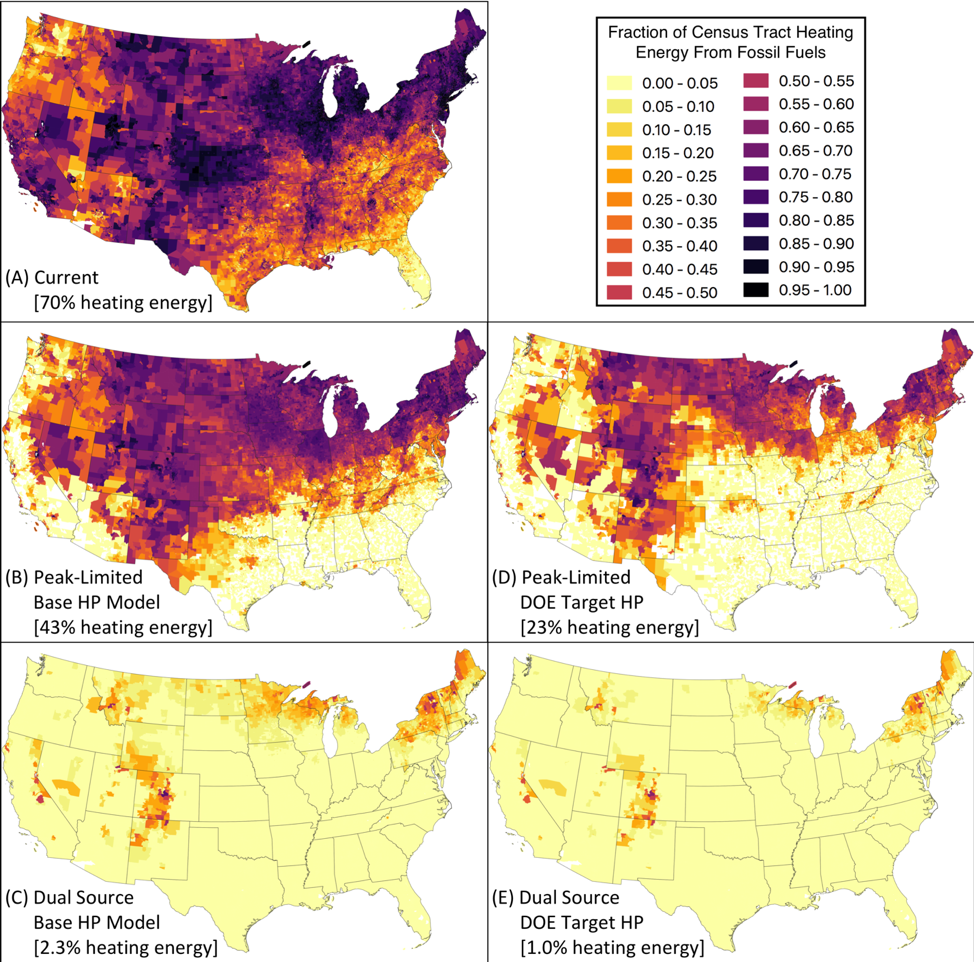 Fraction of Census Tract Heating
Energy From Fossil Fuels
0.00 - 0.05
0.05 - 0.10
0.10 - 0.15
0.15 - 0.20
0.20 - 0.25
0.25 - 0.30
0.30 - 0.35
0.35 - 0.40
0.40 - 0.45
0.45 - 0.50
0.50 - 0.55
0.55 - 0.60
0.60 - 0.65
0.65 - 0.70
0.70 - 0.75
0.75 - 0.80
0.80 - 0.85
0.85 - 0.90
0.90 - 0.95
0.95 - 1.00
(A) Current
[70% heating energy]
(B) Peak-Limited
Base HP Model
[43% heating energy]
(D) Peak-Limited
DOE Target HP
[23% heating energy]
(C) Dual Source
Base HP Model
[2.3% heating energy]
(E) Dual Source
DOE Target HP
[1.0% heating energy]